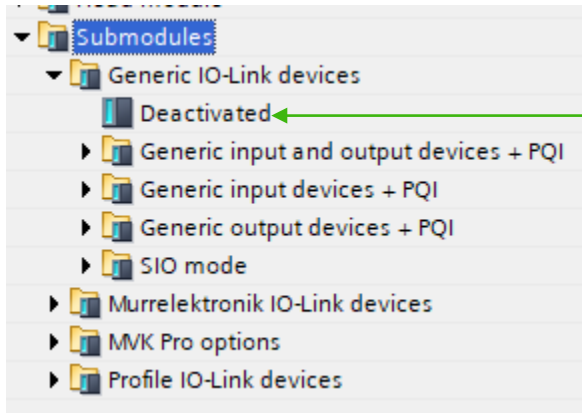 Submodules
Generic IO-Link devices
Deactivated
Generic input and output devices + PQI
Generic input devices + PQI
Generic output devices + PQI
SIO mode
Murrelektronik IO-Link devices
MVK Pro options
Profile IO-Link devices